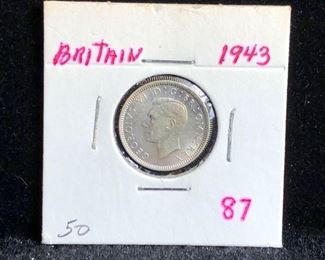 BRITAIN 1943
GEORGIVS VI D:G:BR:OMN:REX
50 87